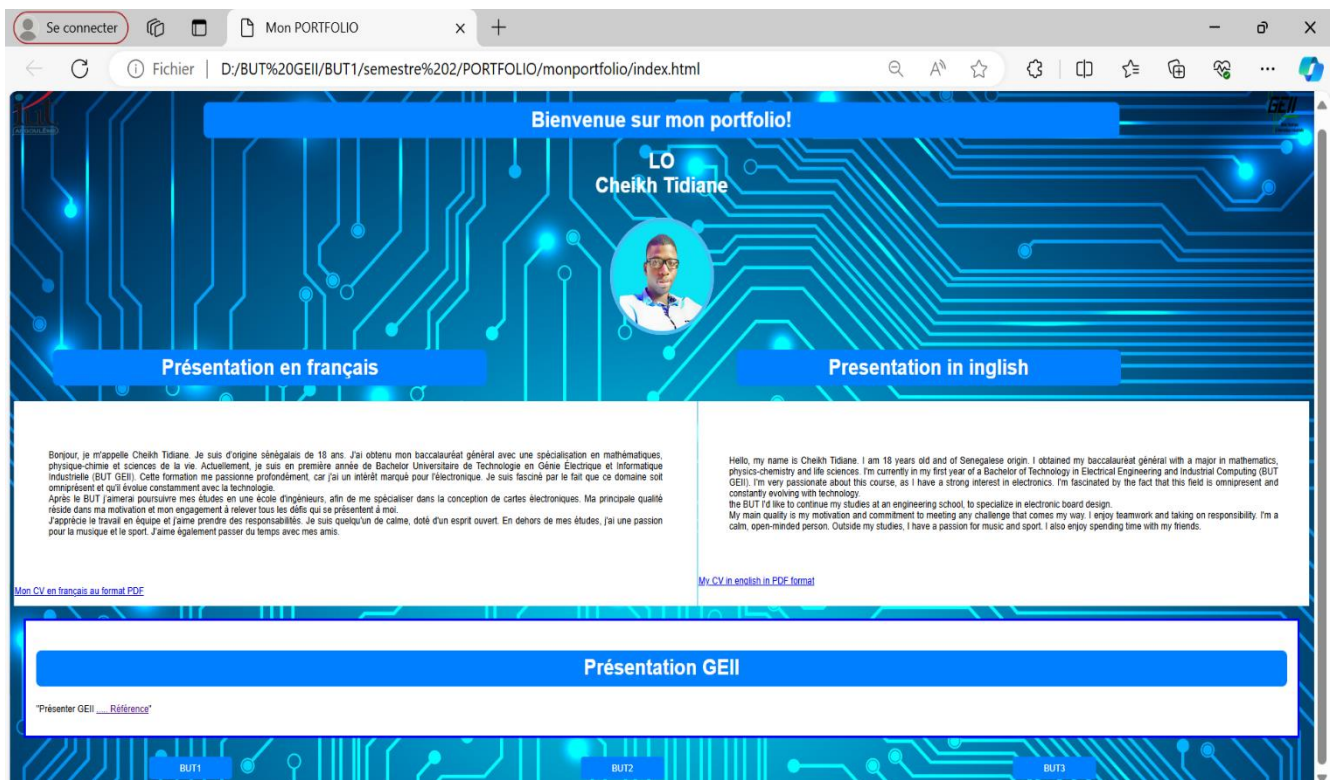 Se connecter
Mon PORTFOLIO
Fichier
D:/BUT%20GEII/BUT1/semestre%202/PORTFOLIO/monportfolio/index.html
Bienvenue sur mon portfolio!
GEII
ANGOULÊME
LO
Cheikh Tidiane
Présentation en français
Presentation in inglish
Bonjour, je m'appelle Cheikh Tidiane. Je suis d'origine sénégalais de 18 ans. J'ai obtenu mon baccalauréat général avec une spécialisation en mathématiques,
physique-chimie et sciences de la vie. Actuellement, je suis en première année de Bachelor Universitaire de Technologie en Génie Électrique et Informatique
Industrielle (BUT GEII). Cette formation me passionne profondément, car j'ai un intérêt marqué pour l'électronique. Je suis fasciné par le fait que ce domaine soit
omniprésent et qu'il évolue constamment avec la technologie.
Après le BUT j'aimerai poursuivre mes études en une école d'ingénieurs, afin de me spécialiser dans la conception de cartes électroniques. Ma principale qualité
réside dans ma motivation et mon engagement à relever tous les défis qui se présentent à moi.
J'apprécie le travail en équipe et j'aime prendre des responsabilités. Je suis quelqu'un de calme, doté d'un esprit ouvert. En dehors de mes études, j'ai une passion
pour la musique et le sport. J'aime également passer du temps avec mes amis.
Mon CV en français au format PDF
Hello, my name is Cheikh Tidiane. I am 18 years old and of Senegalese origin. I obtained my baccalauréat général with a major in mathematics,
physics-chemistry and life sciences. I'm currently in my first year of a Bachelor of Technology in Electrical Engineering and Industrial Computing (BUT
GEII). I'm very passionate about this course, as I have a strong interest in electronics. I'm fascinated by the fact that this field is omnipresent and
constantly evolving with technology.
the BUT I'd like to continue my studies at an engineering school, to specialize in electronic board design.
My main quality is my motivation and commitment to meeting any challenge that comes my way. I enjoy teamwork and taking on responsibility. I'm a
calm, open-minded person. Outside my studies, I have a passion for music and sport. I also enjoy spending time with my friends.
My CV in english in PDF format
Présentation GEII
"Présenter GEII ..... Référence"
BUT1
BUT2
BUT3